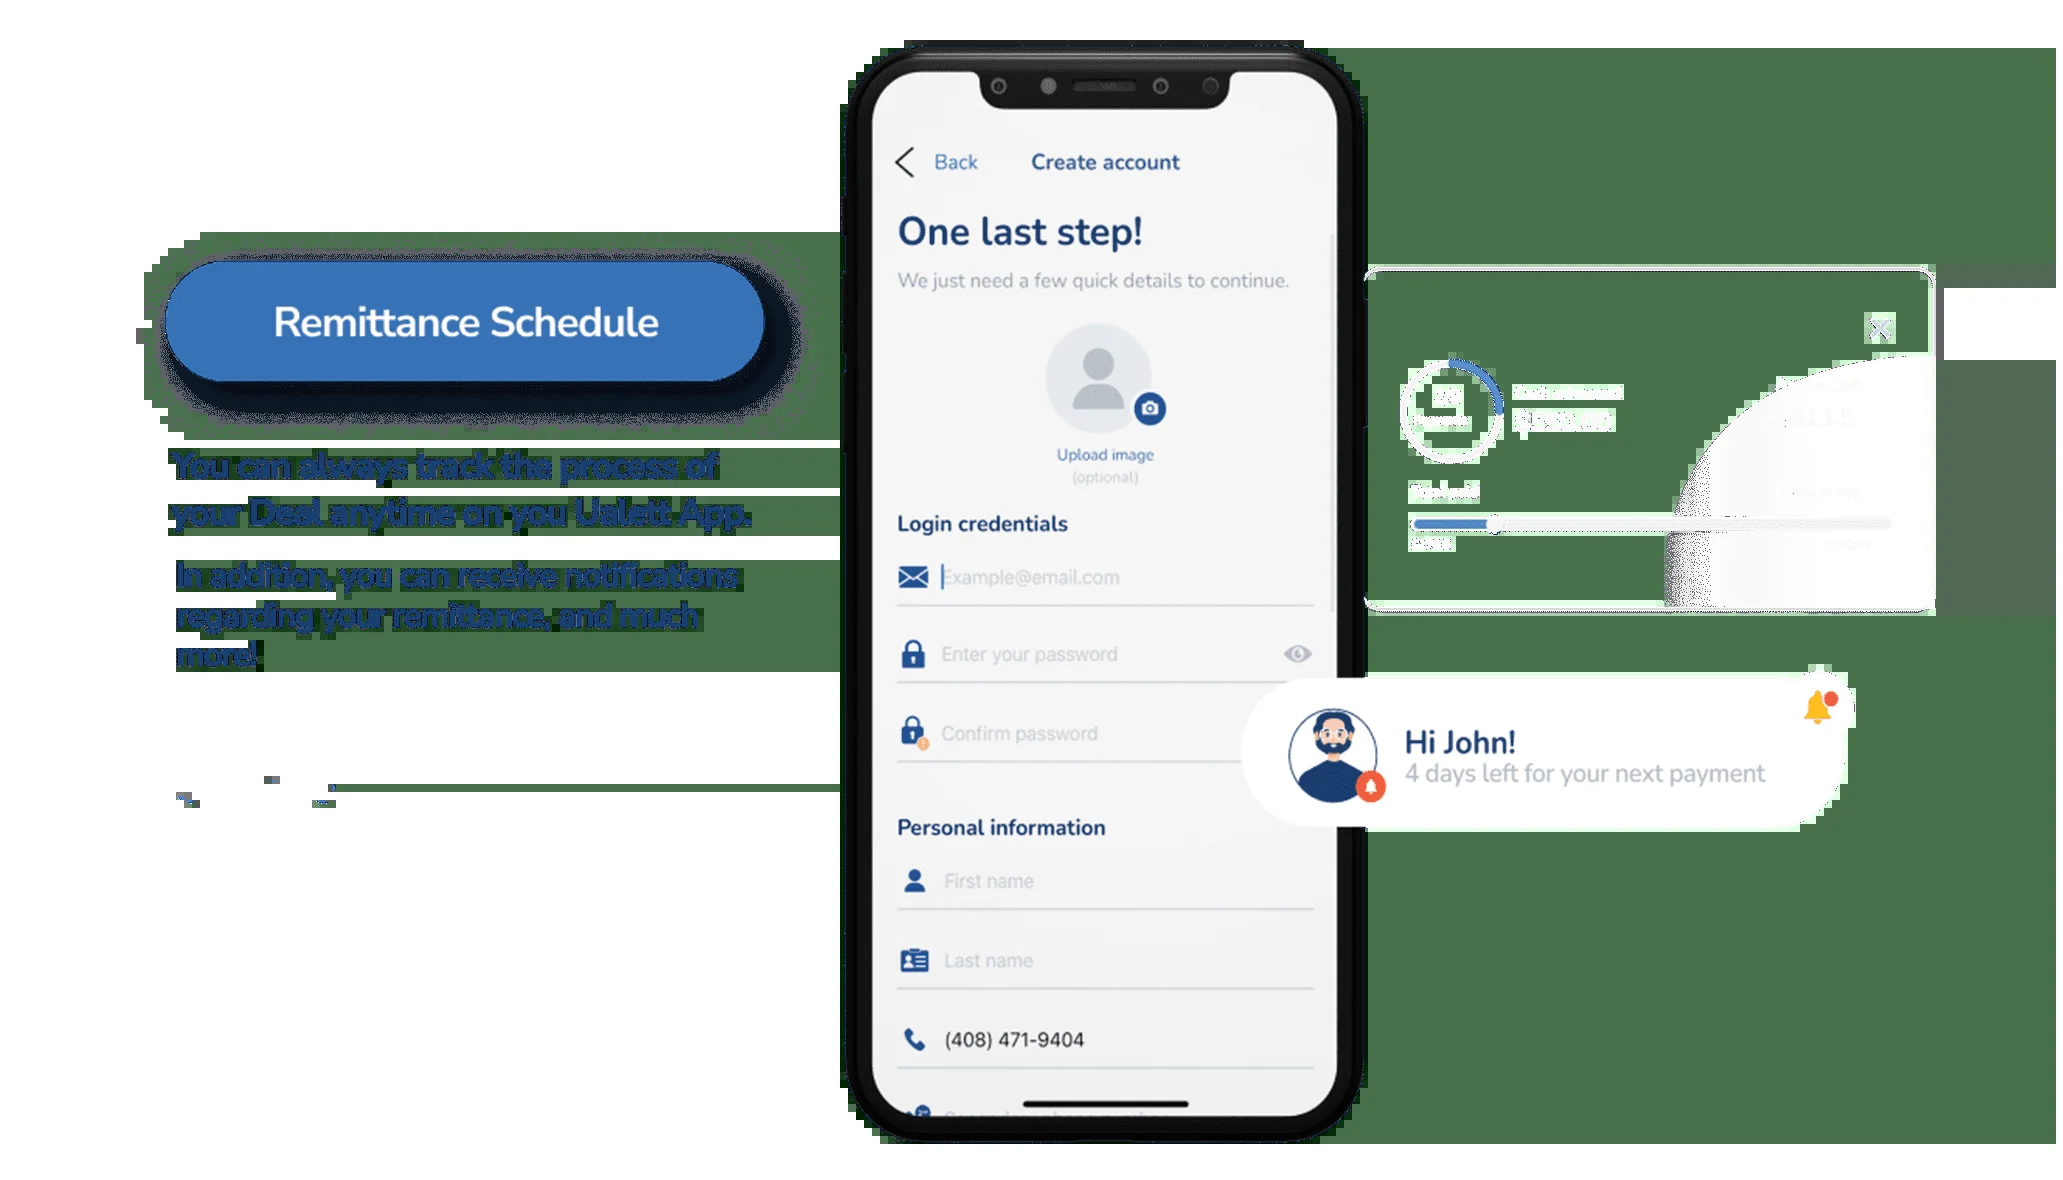 Remittance Schedule
You can always track the process of
your Deal anytime on you Ualett App.
In addition, you can receive notifications
regarding your remittance, and much
more!
Back
Create account
One last step!
We just need a few quick details to continue.
Upload image
(optional)
Login credentials
Example@email.com
Enter your password
Confirm password
Personal information
First name
Last name
(408) 471-9404
Hi John!
4 days left for your next payment